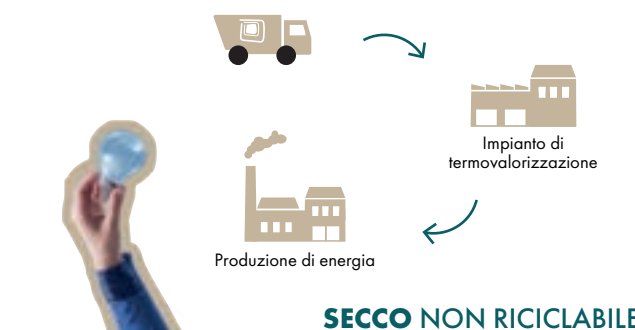 Impianto di
termovalorizzazione
Produzione di energia
SECCO NON RICICLABILE